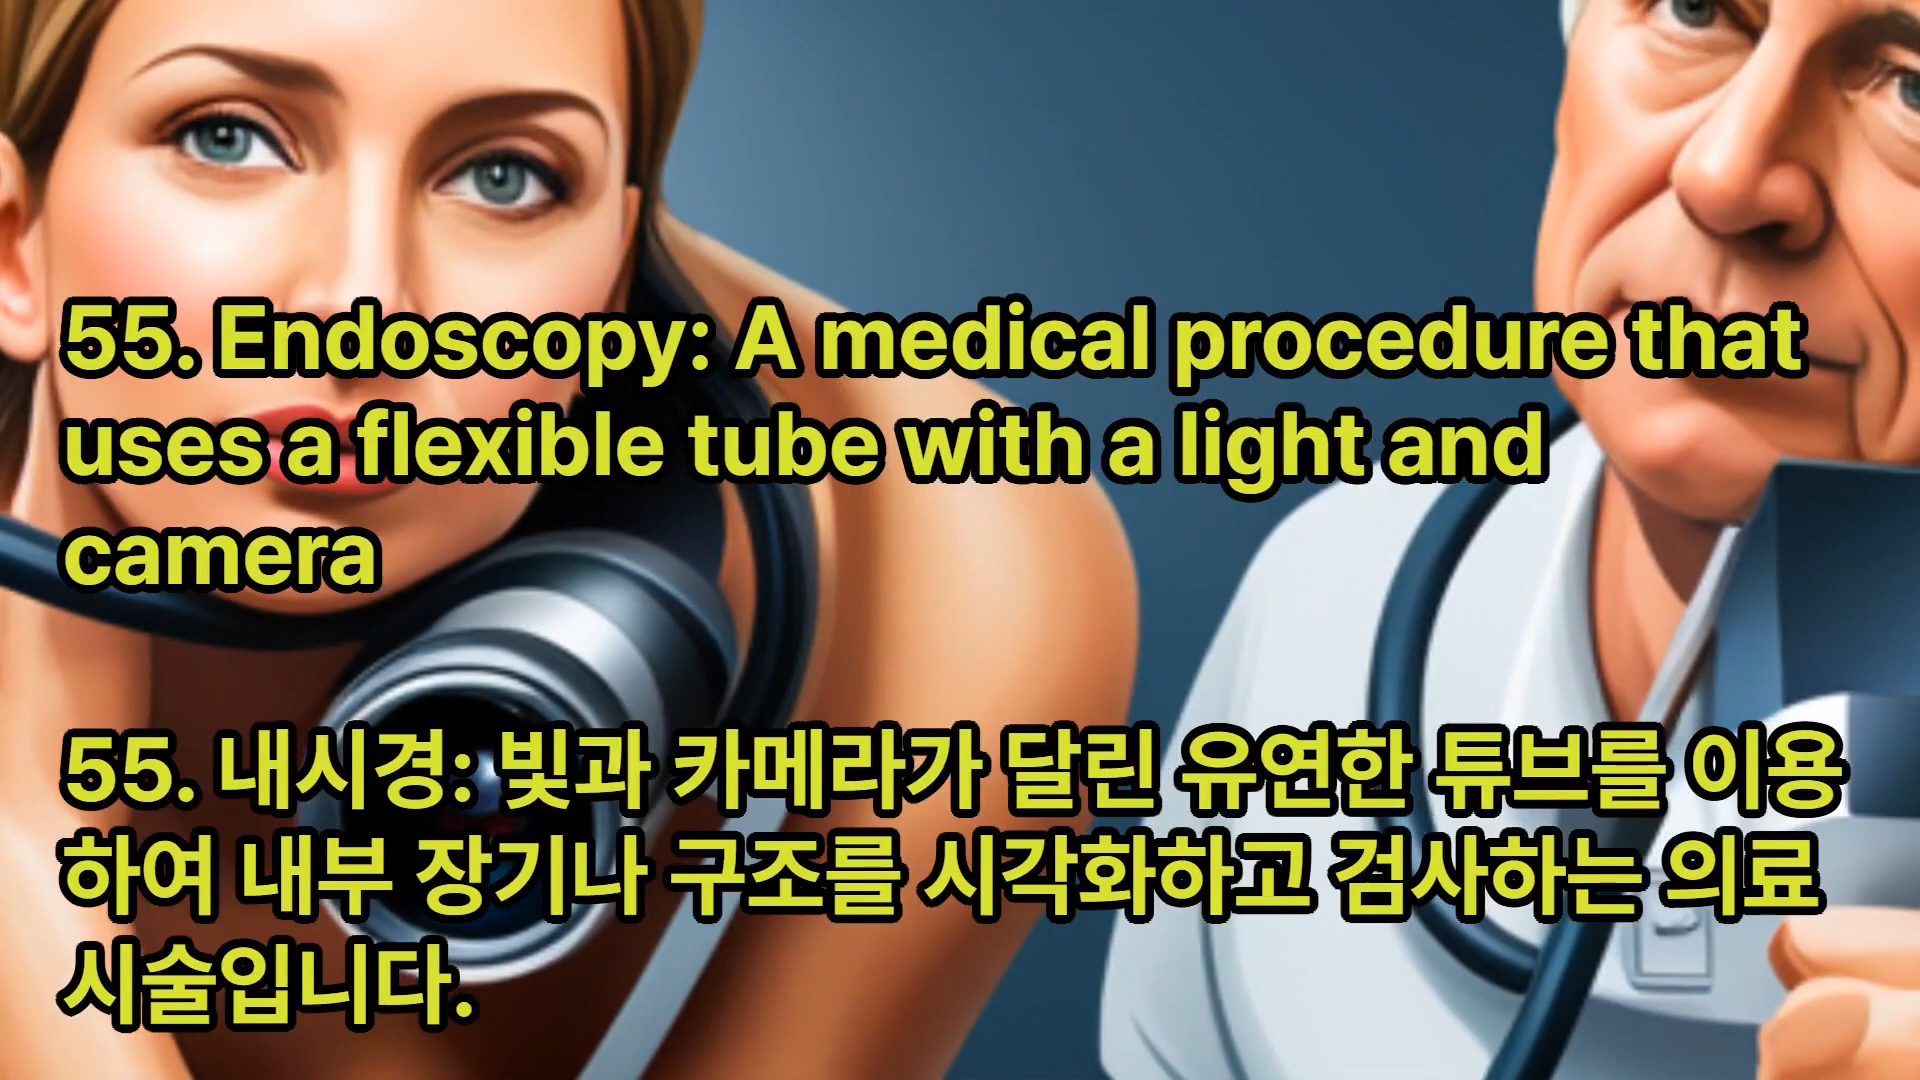 55. Endoscopy: A medical procedure that
uses a flexible tube with a light and
camera
55. 내시경: 빛과 카메라가 달린 유연한 튜브를 이용
하여 내부 장기나 구조를 시각화하고 검사하는 의료
시술입니다.